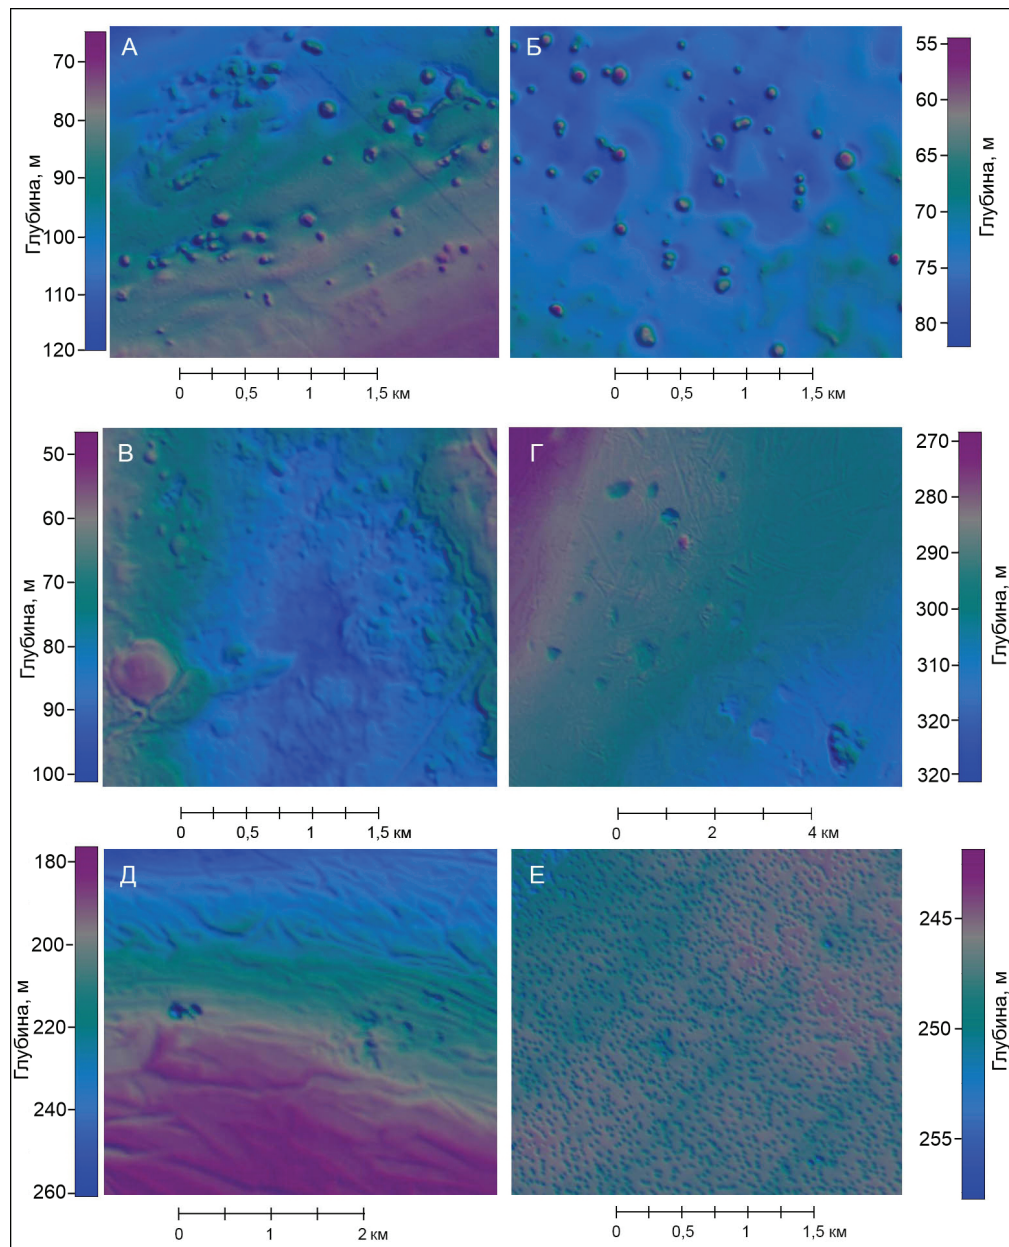 А
70
80
90
100
110
120
Глубина, м
0 0,5 1 1,5 км
Б
55
60
65
70
75
80
Глубина, м
0 0,5 1 1,5 км
В
50
60
70
80
90
100
Глубина, м
0 0,5 1 1,5 км
Г
270
280
290
300
310
320
320
Глубина, м
0 2 4 км
Д
180
200
220
240
260
Глубина, м
0 1 2 км
Е
245
250
255
Глубина, м
0 0,5 1 1,5 км